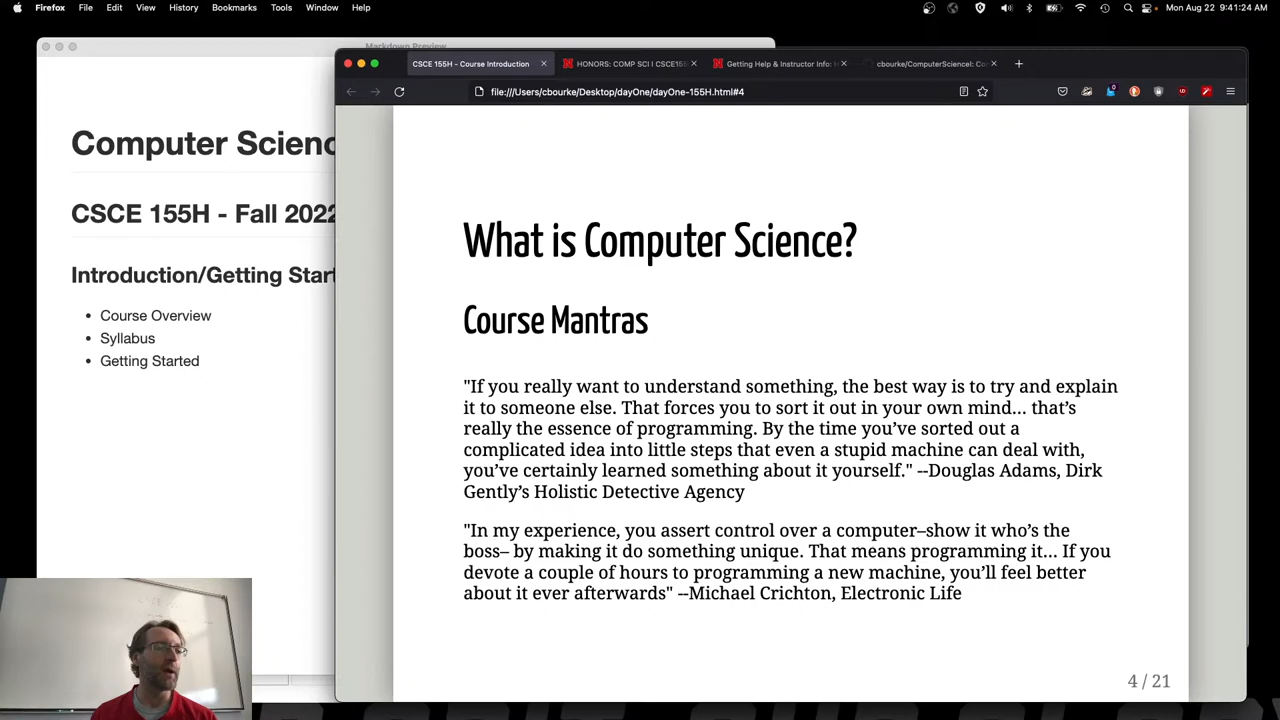 Firefox File Edit View History Bookmarks Tools Window Help
Mon Aug 22 9:41:24 AM
Markdown Preview
CSCE 155H - Course Introduction
HONORS: COMP SCI I CSCE155
Getting Help & Instructor Info: H
cbourke/ComputerScienceI: Co
file:///Users/cbourke/Desktop/dayOne/dayOne-155H.html#4
Computer Scienc
CSCE 155H - Fall 2022
Introduction/Getting Start
• Course Overview
• Syllabus
• Getting Started
What is Computer Science?
Course Mantras
"If you really want to understand something, the best way is to try and explain
it to someone else. That forces you to sort it out in your own mind... that’s
really the essence of programming. By the time you’ve sorted out a
complicated idea into little steps that even a stupid machine can deal with,
you’ve certainly learned something about it yourself." --Douglas Adams, Dirk
Gently’s Holistic Detective Agency
"In my experience, you assert control over a computer–show it who’s the
boss– by making it do something unique. That means programming it... If you
devote a couple of hours to programming a new machine, you’ll feel better
about it ever afterwards" --Michael Crichton, Electronic Life
4 / 21